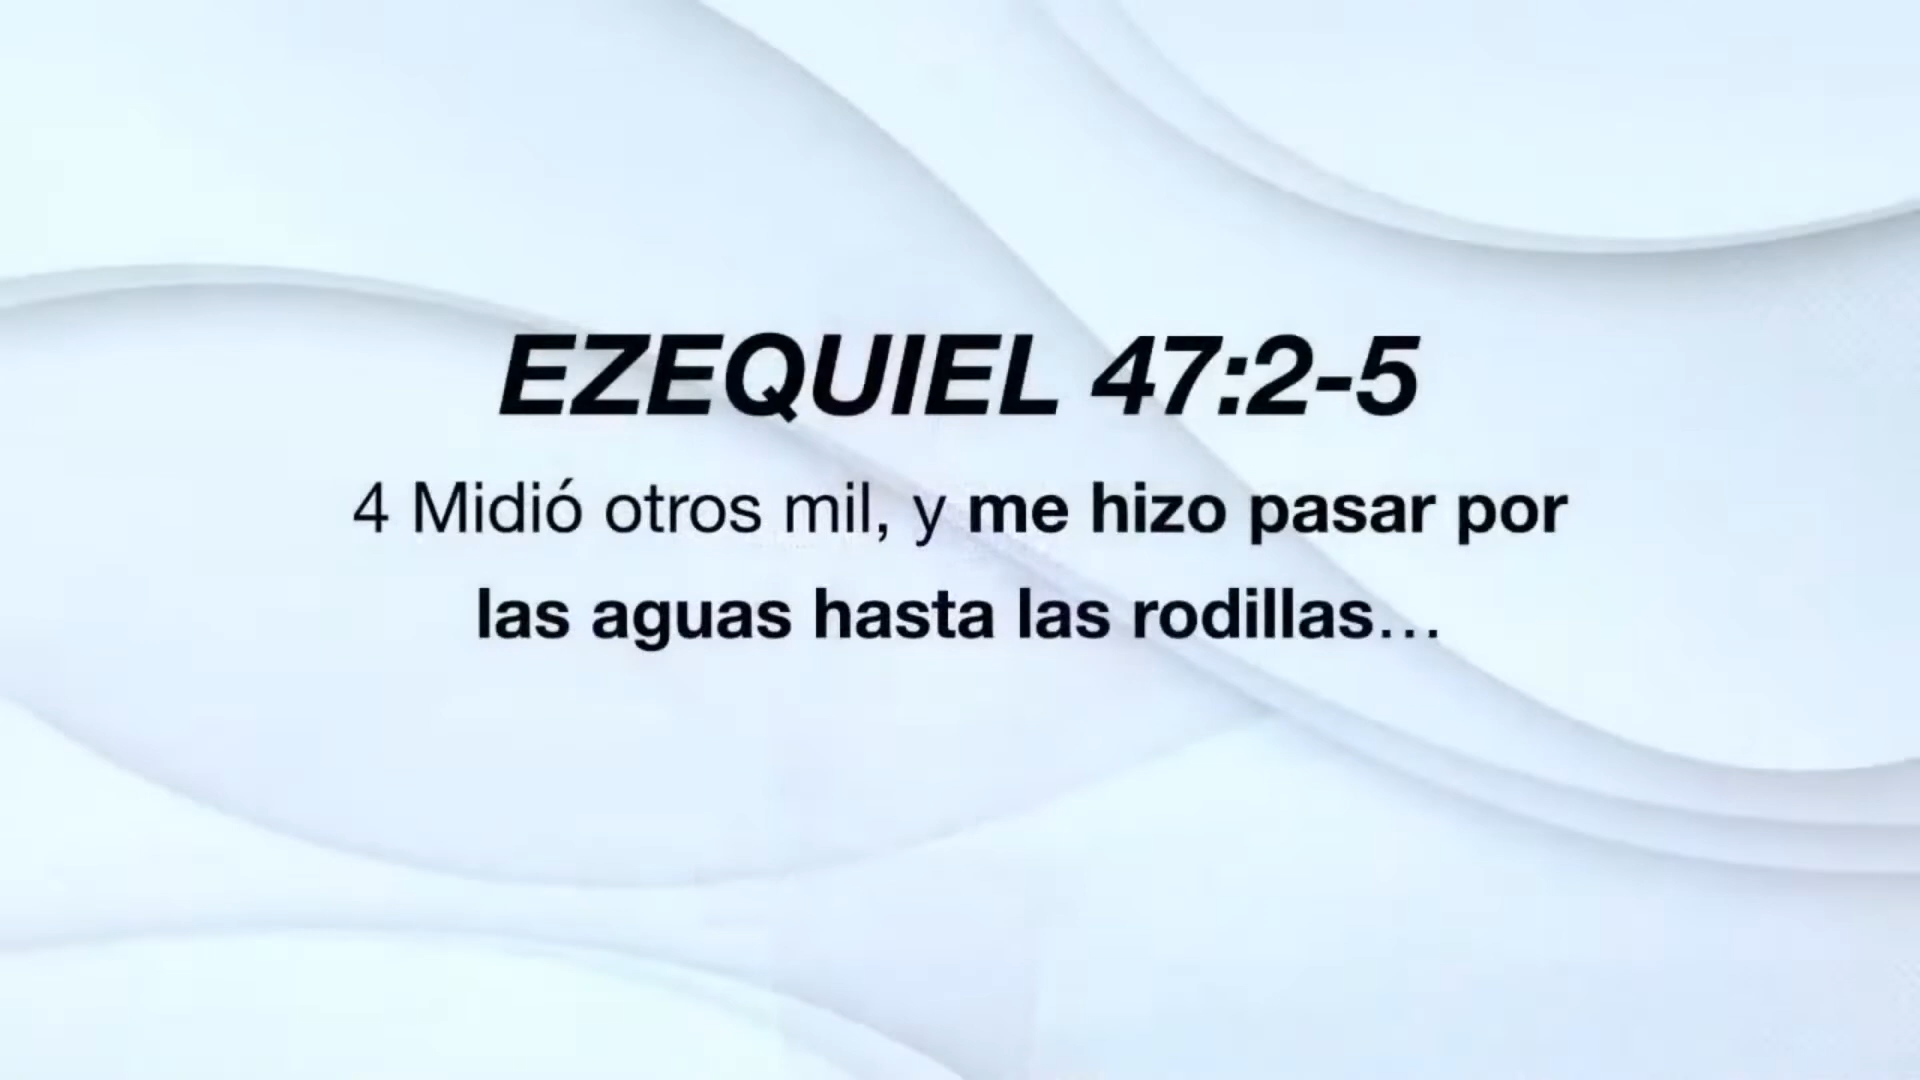 EZEQUIEL 47:2-5
4 Midió otros mil, y me hizo pasar por
las aguas hasta las rodillas…